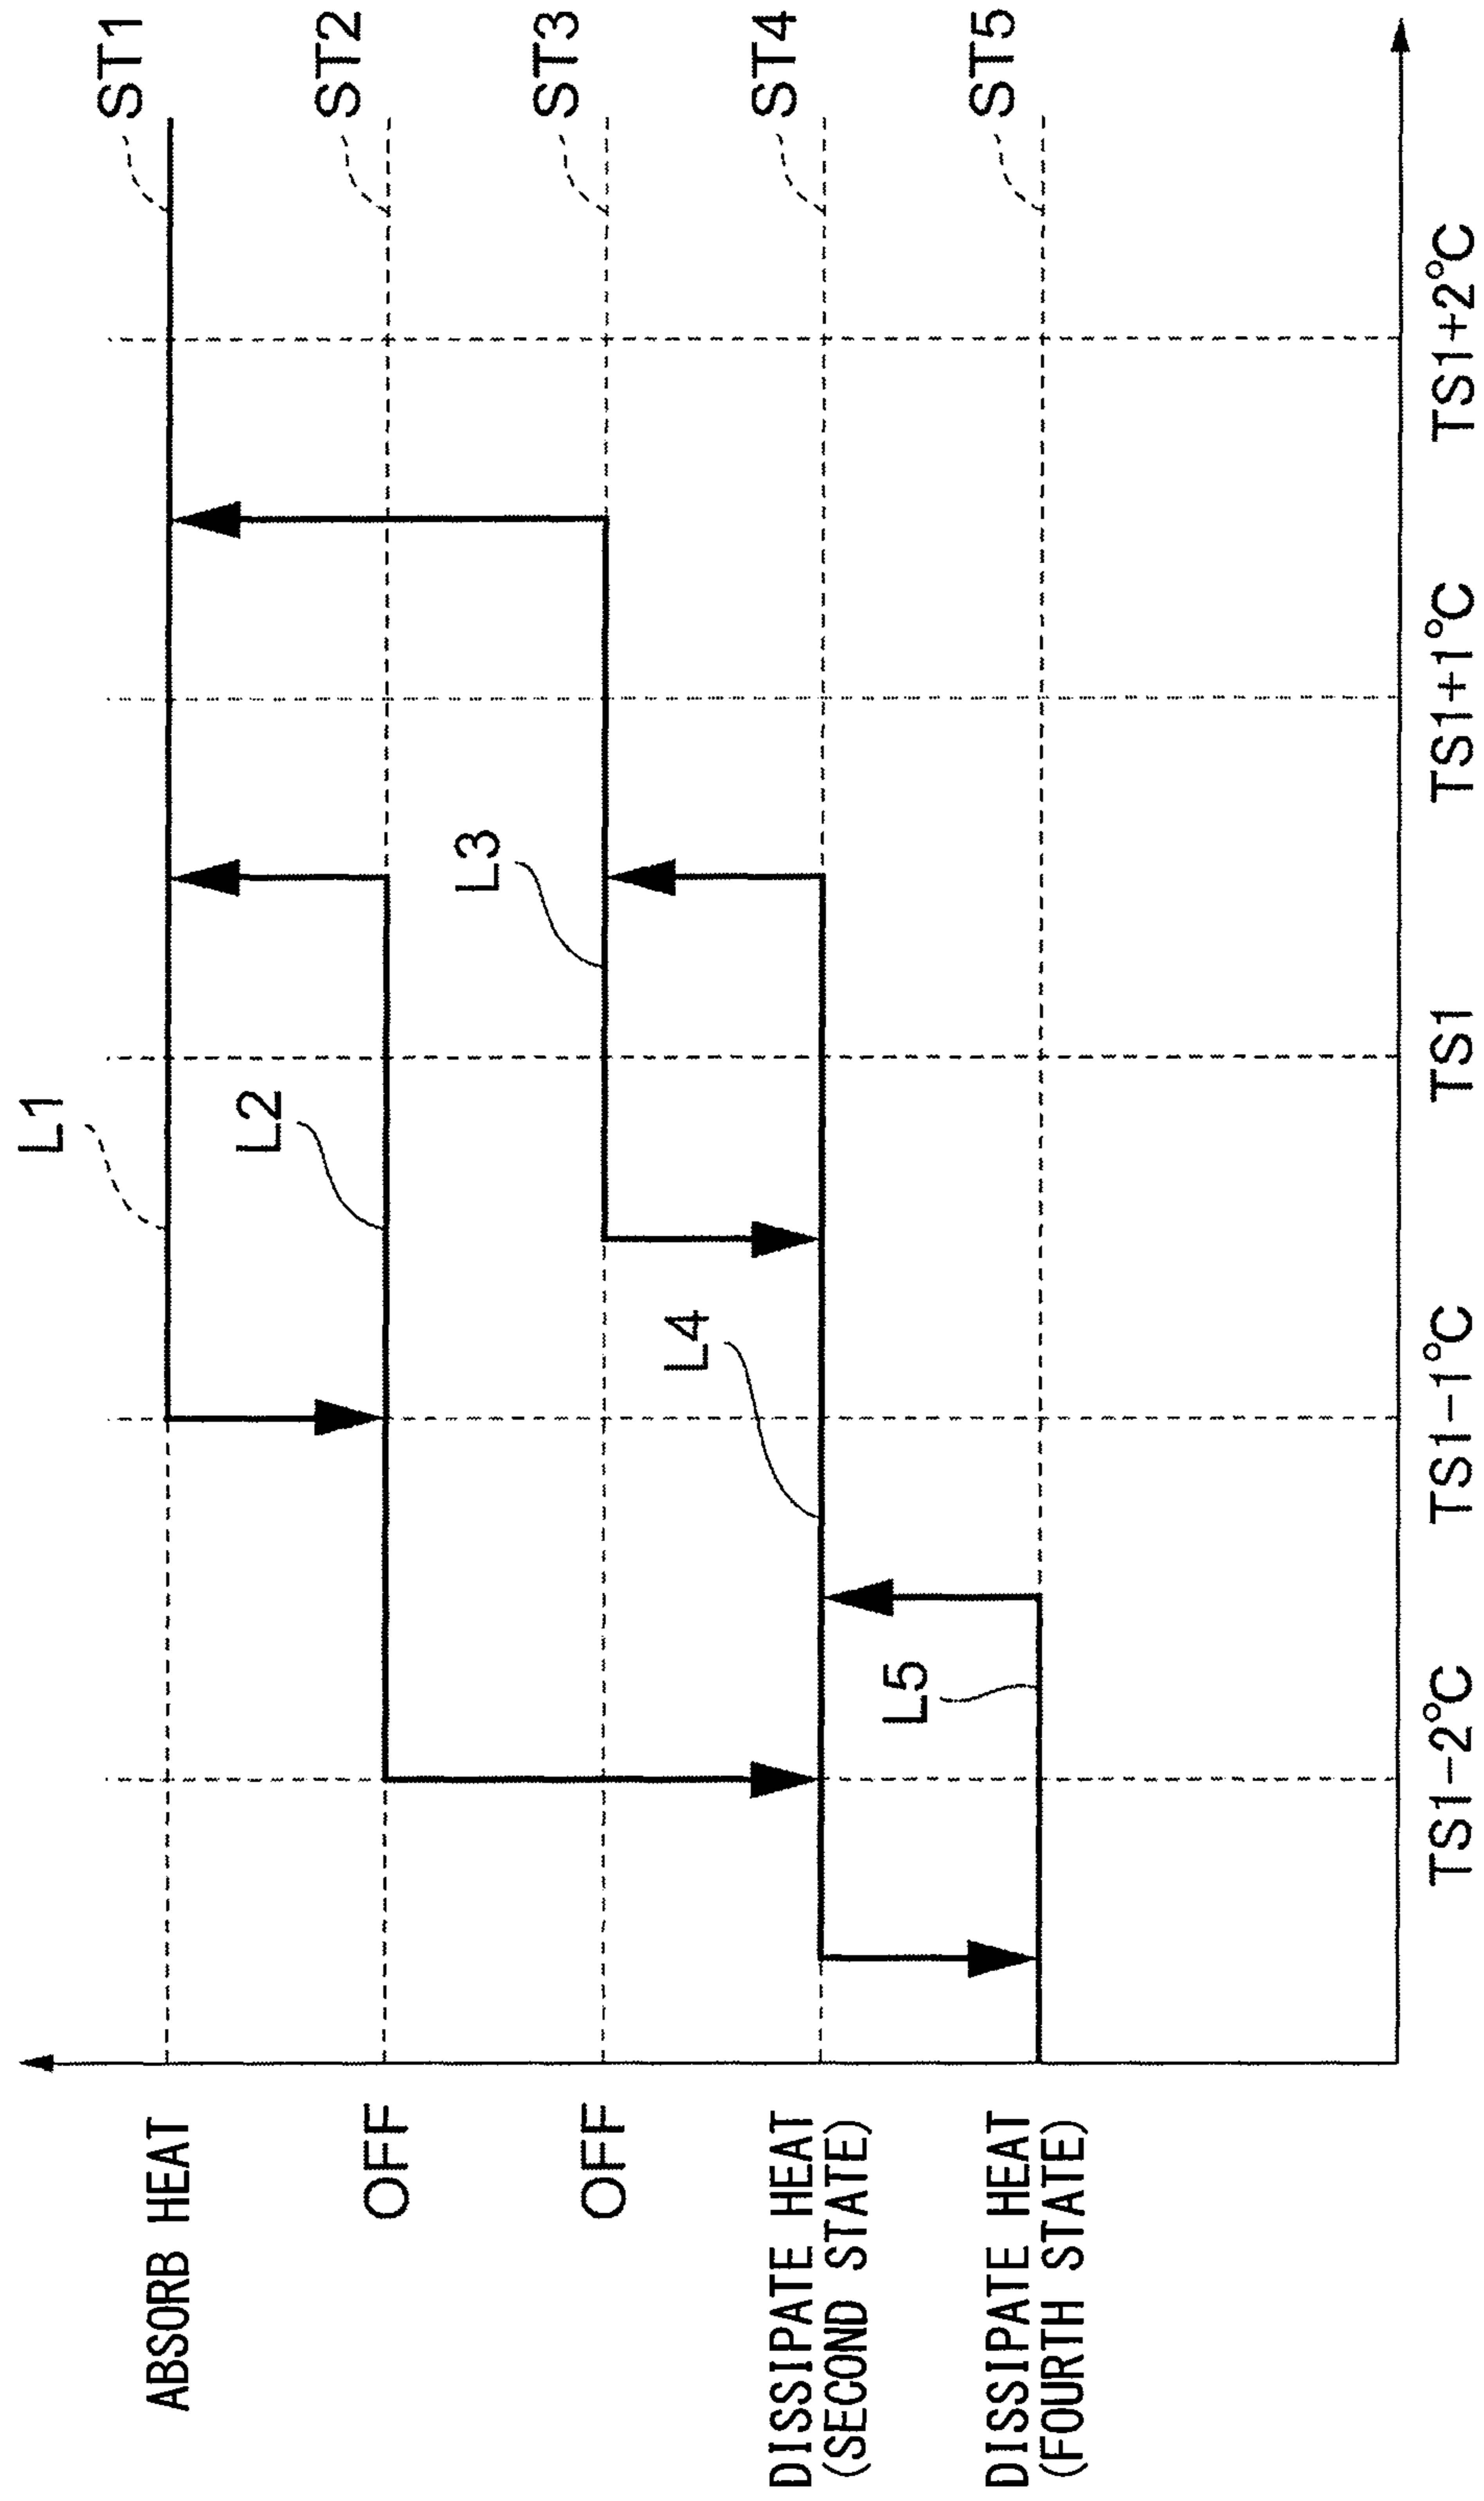 ABSORB HEAT
OFF
OFF
DISSIPATE HEAT
(SECOND STATE)
DISSIPATE HEAT
(FOURTH STATE)
L1
L2
L3
L4
L5
ST1
ST2
ST3
ST4
ST5
TS1-2°C
TS1-1°C
TS1
TS1+1°C
TS1+2°C